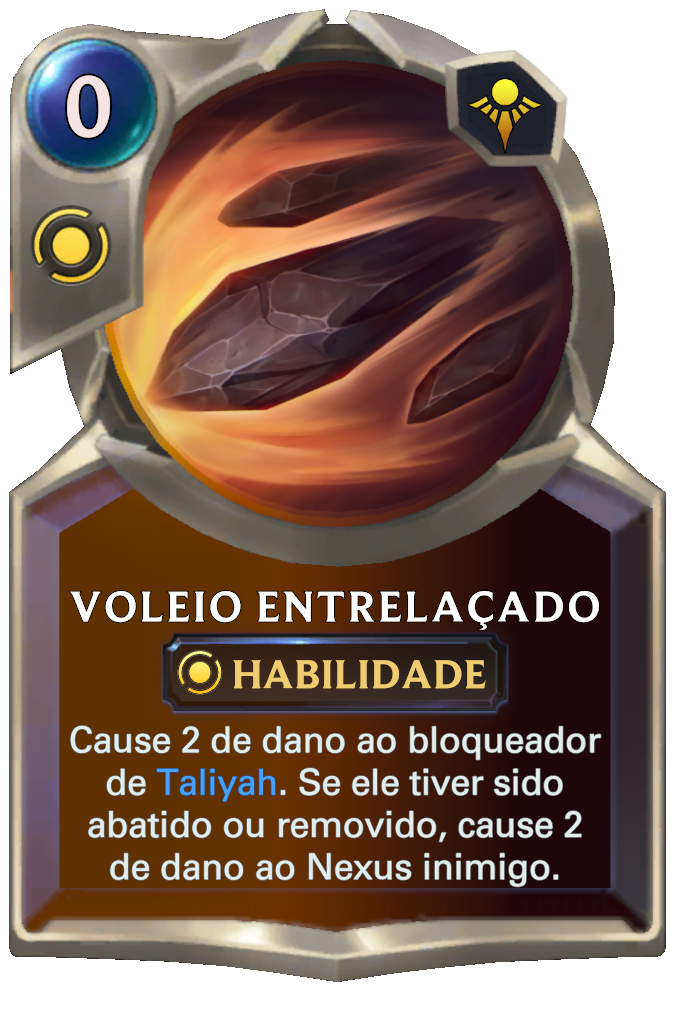 0
VOLEIO ENTRELAÇADO
HABILIDADE
Cause 2 de dano ao bloqueador
de Taliyah. Se ele tiver sido
abatido ou removido, cause 2
de dano ao Nexus inimigo.